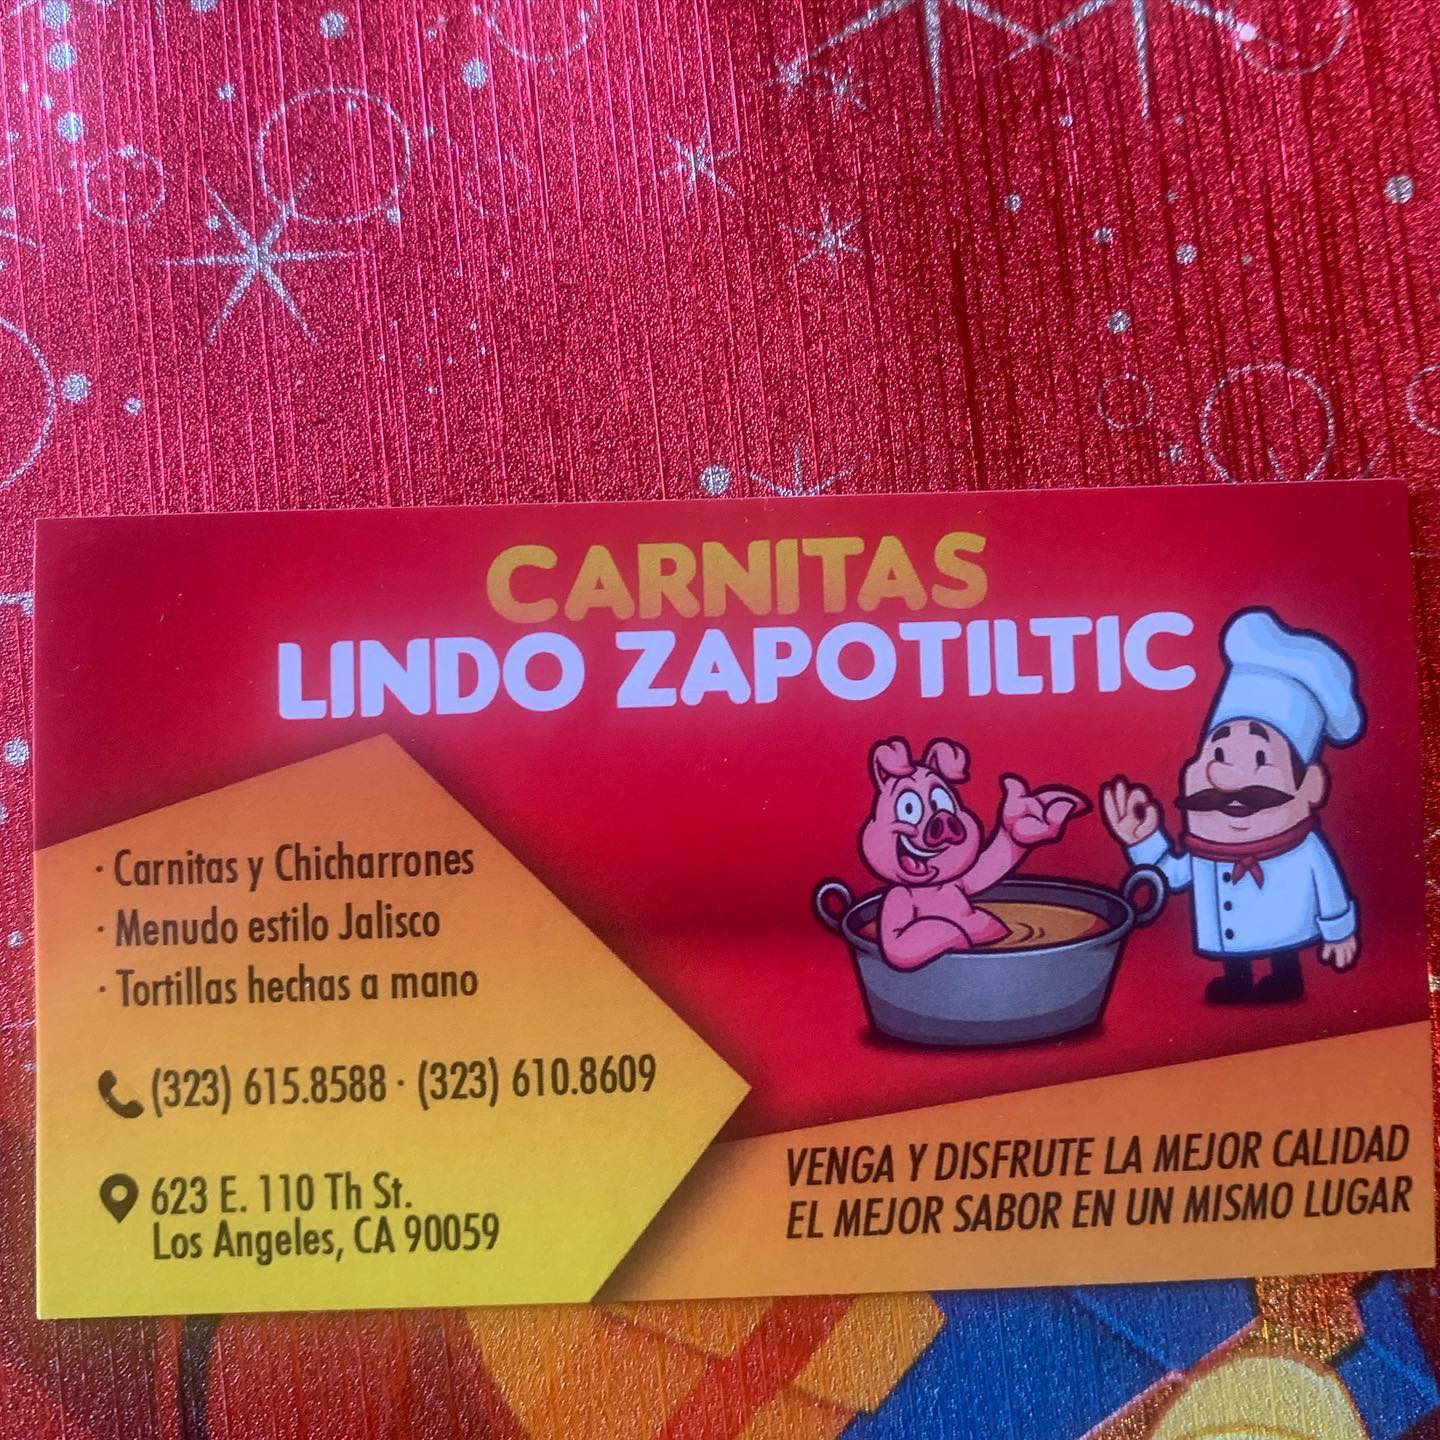 CARNITAS
LINDO ZAPOTILTIC
· Carnitas y Chicharrones
· Menudo estilo Jalisco
· Tortillas hechas a mano
(323) 615.8588 · (323) 610.8609
623 E. 110 Th St.
Los Angeles, CA 90059
VENGA Y DISFRUTE LA MEJOR CALIDAD
EL MEJOR SABOR EN UN MISMO LUGAR